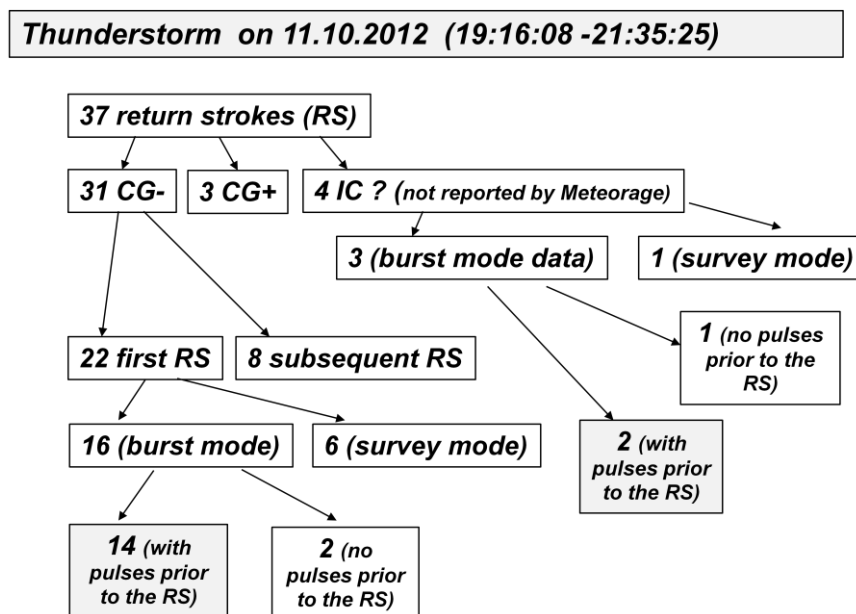 Thunderstorm on 11.10.2012 (19:16:08 -21:35:25)
37 return strokes (RS)
31 CG-
3 CG+
4 IC ? (not reported by Meteorage)
3 (burst mode data)
1 (survey mode)
1 (no pulses
prior to the
RS)
22 first RS
8 subsequent RS
16 (burst mode)
6 (survey mode)
2 (with
pulses prior
to the RS)
14 (with
pulses prior
to the RS)
2 (no
pulses prior
to the RS)